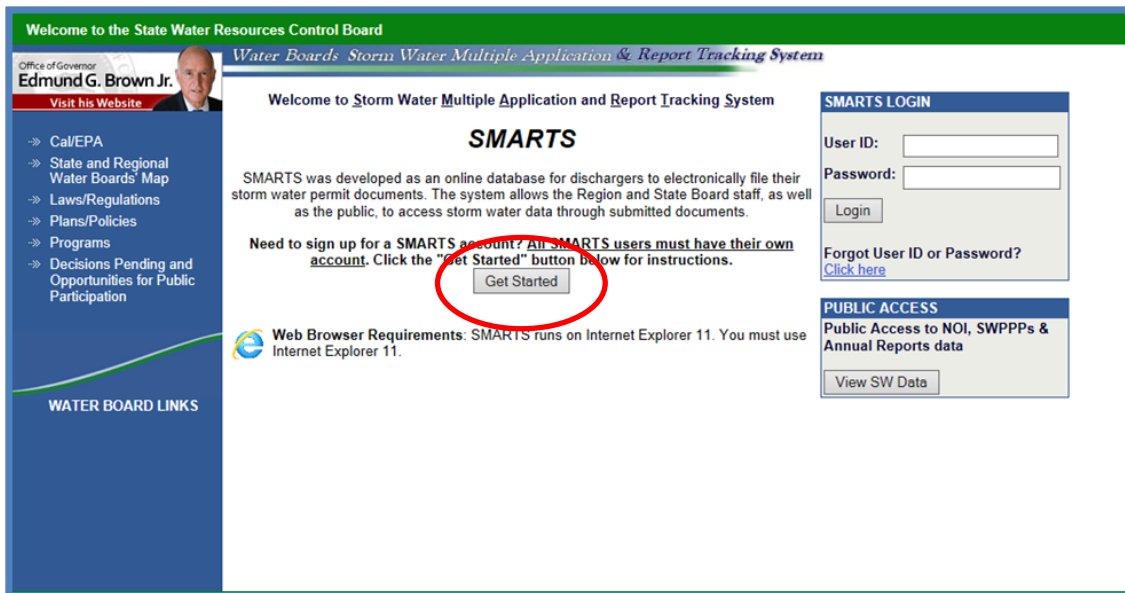 Welcome to the State Water Resources Control Board
Office of Governor
Edmund G. Brown Jr.
Visit his Website
Water Boards Storm Water Multiple Application & Report Tracking System
Cal/EPA
State and Regional
Water Boards' Map
Laws/Regulations
Plans/Policies
Programs
Decisions Pending and
Opportunities for Public
Participation
WATER BOARD LINKS
Welcome to Storm Water Multiple Application and Report Tracking System
SMARTS
SMARTS was developed as an online database for dischargers to electronically file their
storm water permit documents. The system allows the Region and State Board staff, as well
as the public, to access storm water data through submitted documents.
Need to sign up for a SMARTS account? All SMARTS users must have their own
account. Click the "Get Started" button below for instructions.
Get Started
Web Browser Requirements: SMARTS runs on Internet Explorer 11. You must use
Internet Explorer 11.
SMARTS LOGIN
User ID:
Password:
Login
Forgot User ID or Password?
Click here
PUBLIC ACCESS
Public Access to NOI, SWPPPs &
Annual Reports data
View SW Data